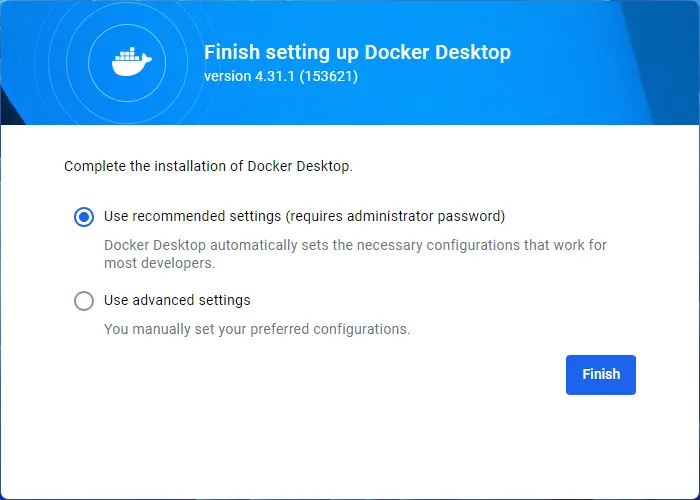 Finish setting up Docker Desktop
version 4.31.1 (153621)
Complete the installation of Docker Desktop.
Use recommended settings (requires administrator password)
Docker Desktop automatically sets the necessary configurations that work for
most developers.
Use advanced settings
You manually set your preferred configurations.
Finish